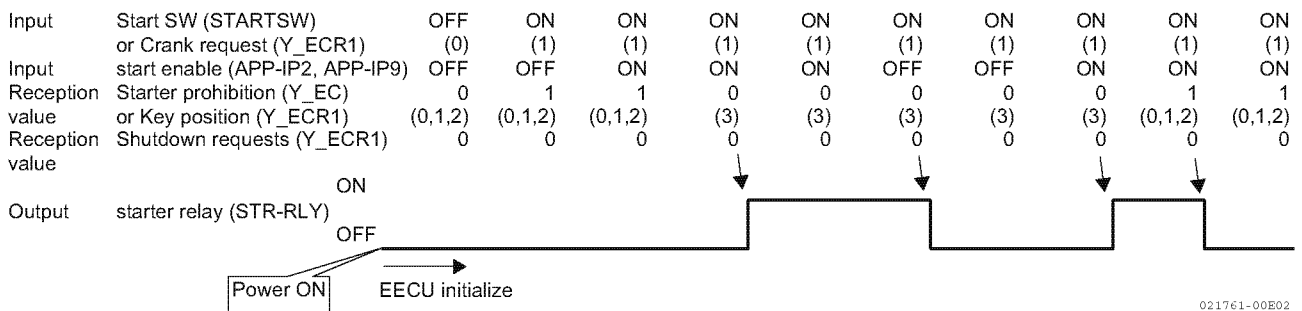 Input Start SW (STARTSW) OFF ON ON ON ON ON ON ON ON ON
or Crank request (Y_ECR1) (0) (1) (1) (1) (1) (1) (1) (1) (1) (1)
Input start enable (APP-IP2, APP-IP9) OFF OFF ON ON ON OFF OFF ON ON ON
Reception Starter prohibition (Y_EC) 0 1 1 0 0 0 0 0 1 1
value or Key position (Y_ECR1) (0,1,2) (0,1,2) (0,1,2) (3) (3) (3) (3) (3) (0,1,2) (0,1,2)
Reception Shutdown requests (Y_ECR1) 0 0 0 0 0 0 0 0 0 0
value
ON
Output starter relay (STR-RLY)
OFF
Power ON EECU initialize
021761-00E02